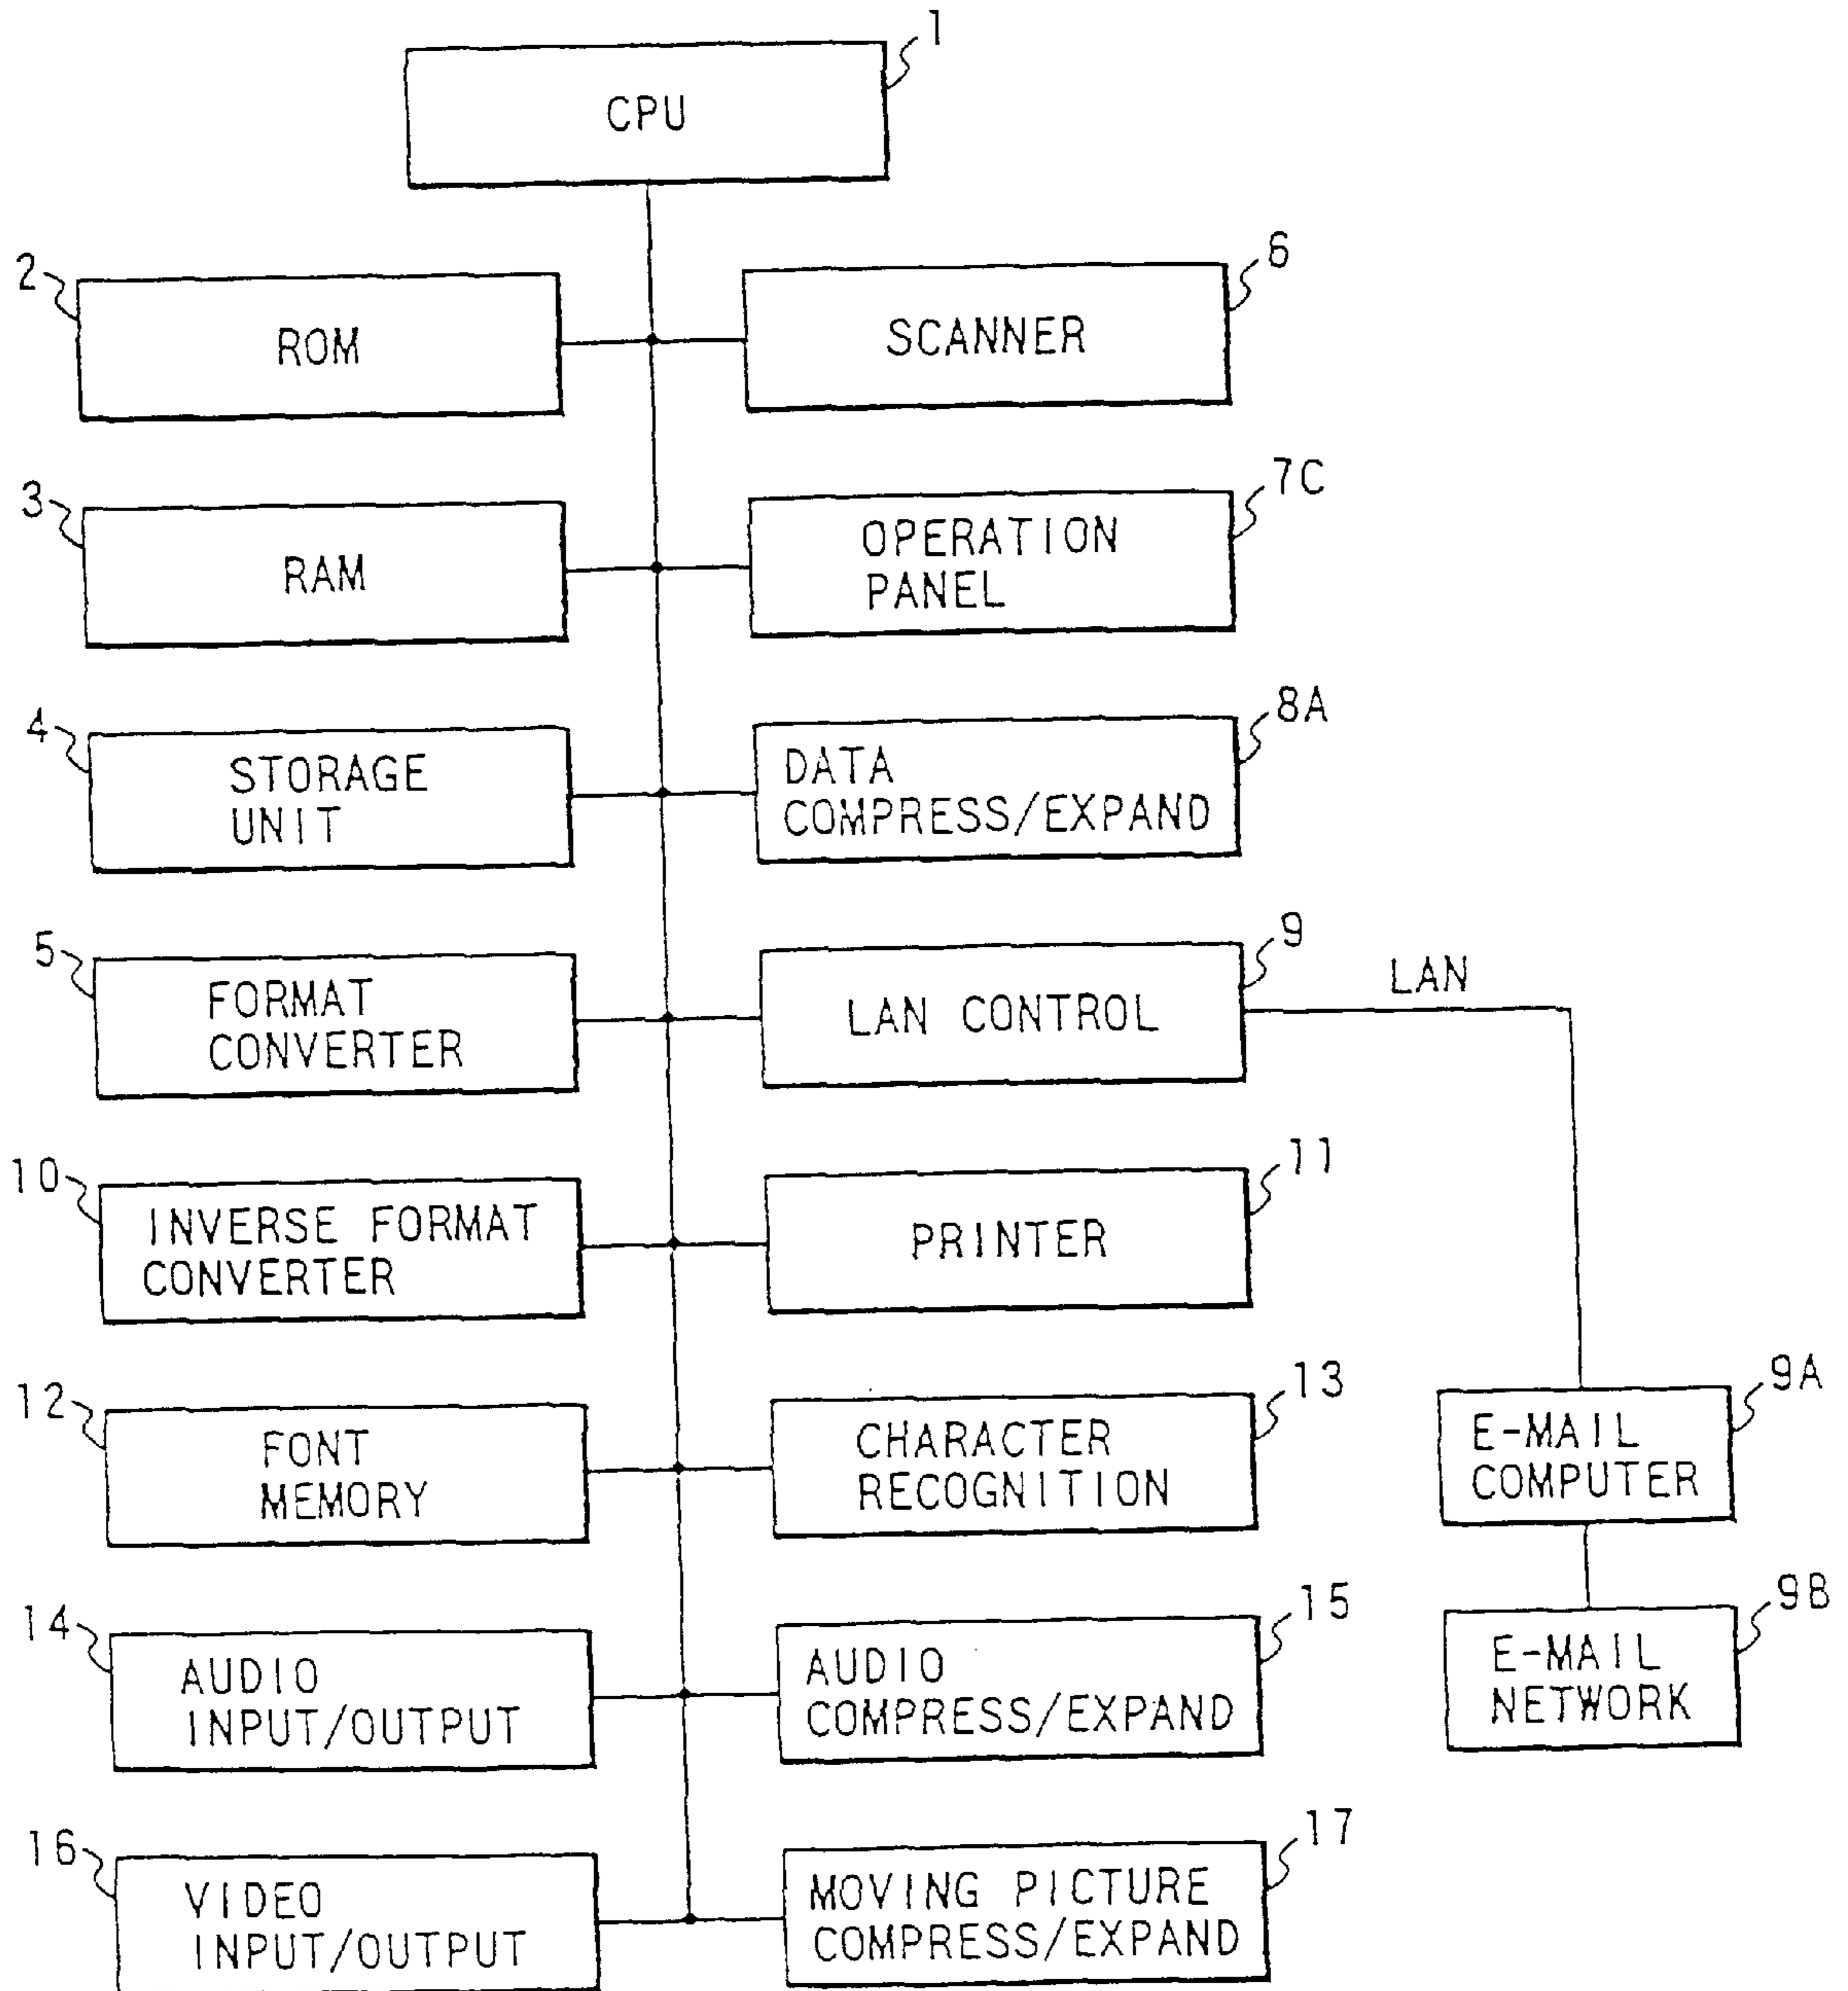 1
CPU
2
ROM
6
SCANNER
3
RAM
7C
OPERATION
PANEL
4
STORAGE
UNIT
8A
DATA
COMPRESS/EXPAND
5
FORMAT
CONVERTER
9
LAN CONTROL
LAN
10
INVERSE FORMAT
CONVERTER
11
PRINTER
12
FONT
MEMORY
13
CHARACTER
RECOGNITION
9A
E-MAIL
COMPUTER
14
AUDIO
INPUT/OUTPUT
15
AUDIO
COMPRESS/EXPAND
9B
E-MAIL
NETWORK
16
VIDEO
INPUT/OUTPUT
17
MOVING PICTURE
COMPRESS/EXPAND